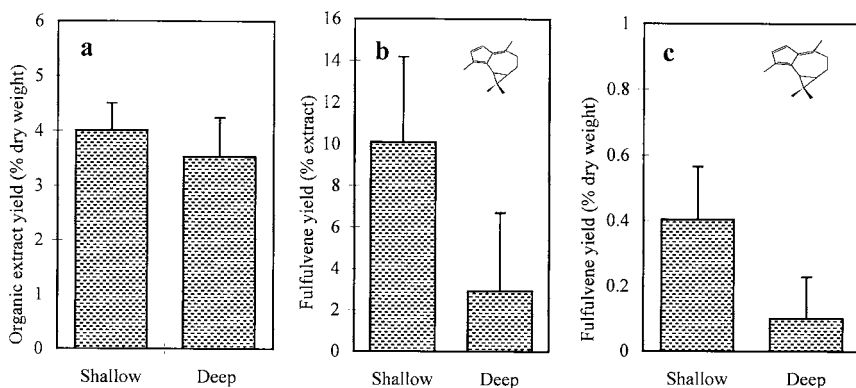 a
Organic extract yield (% dry weight)
6
5
4
3
2
1
0
Shallow Deep
b
Fulfulvene yield (% extract)
16
14
12
10
8
6
4
2
0
Shallow Deep
c
Fulfulvene yield (% dry weight)
1
0.8
0.6
0.4
0.2
0
Shallow Deep